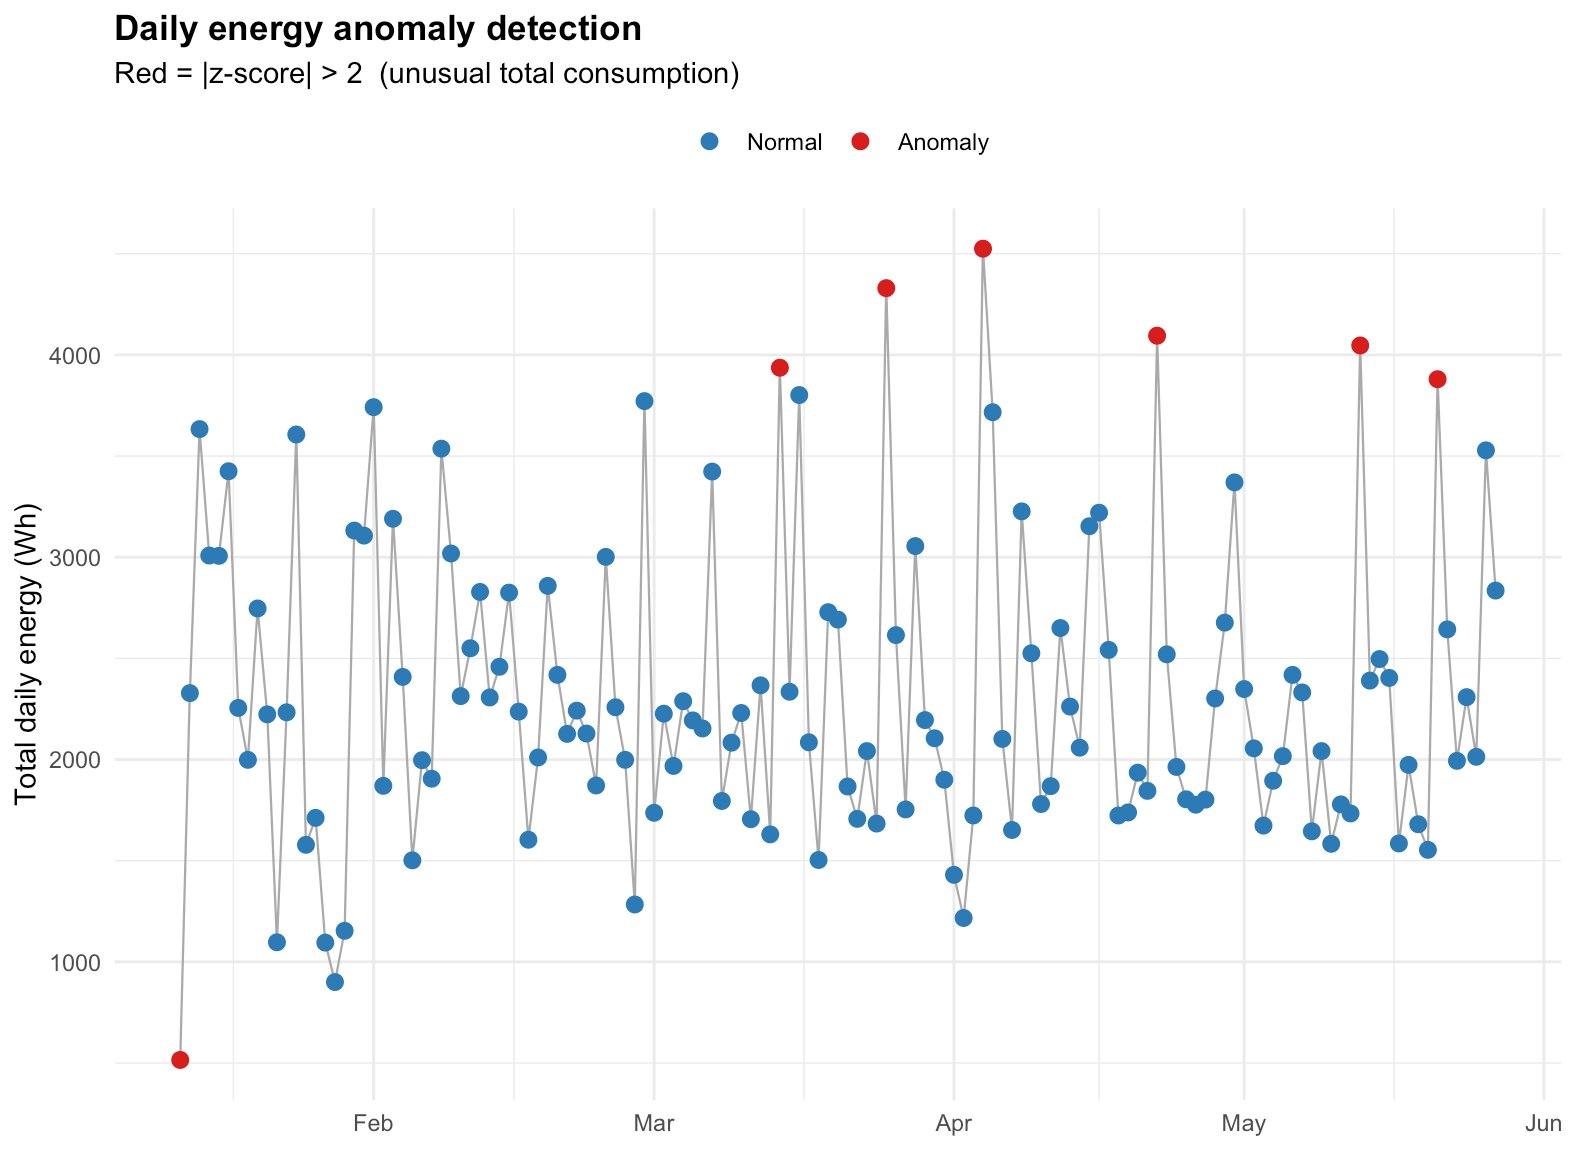 Daily energy anomaly detection
Red = |z-score| > 2  (unusual total consumption)
Normal
Anomaly
Total daily energy (Wh)
4000
3000
2000
1000
Feb
Mar
Apr
May
Jun